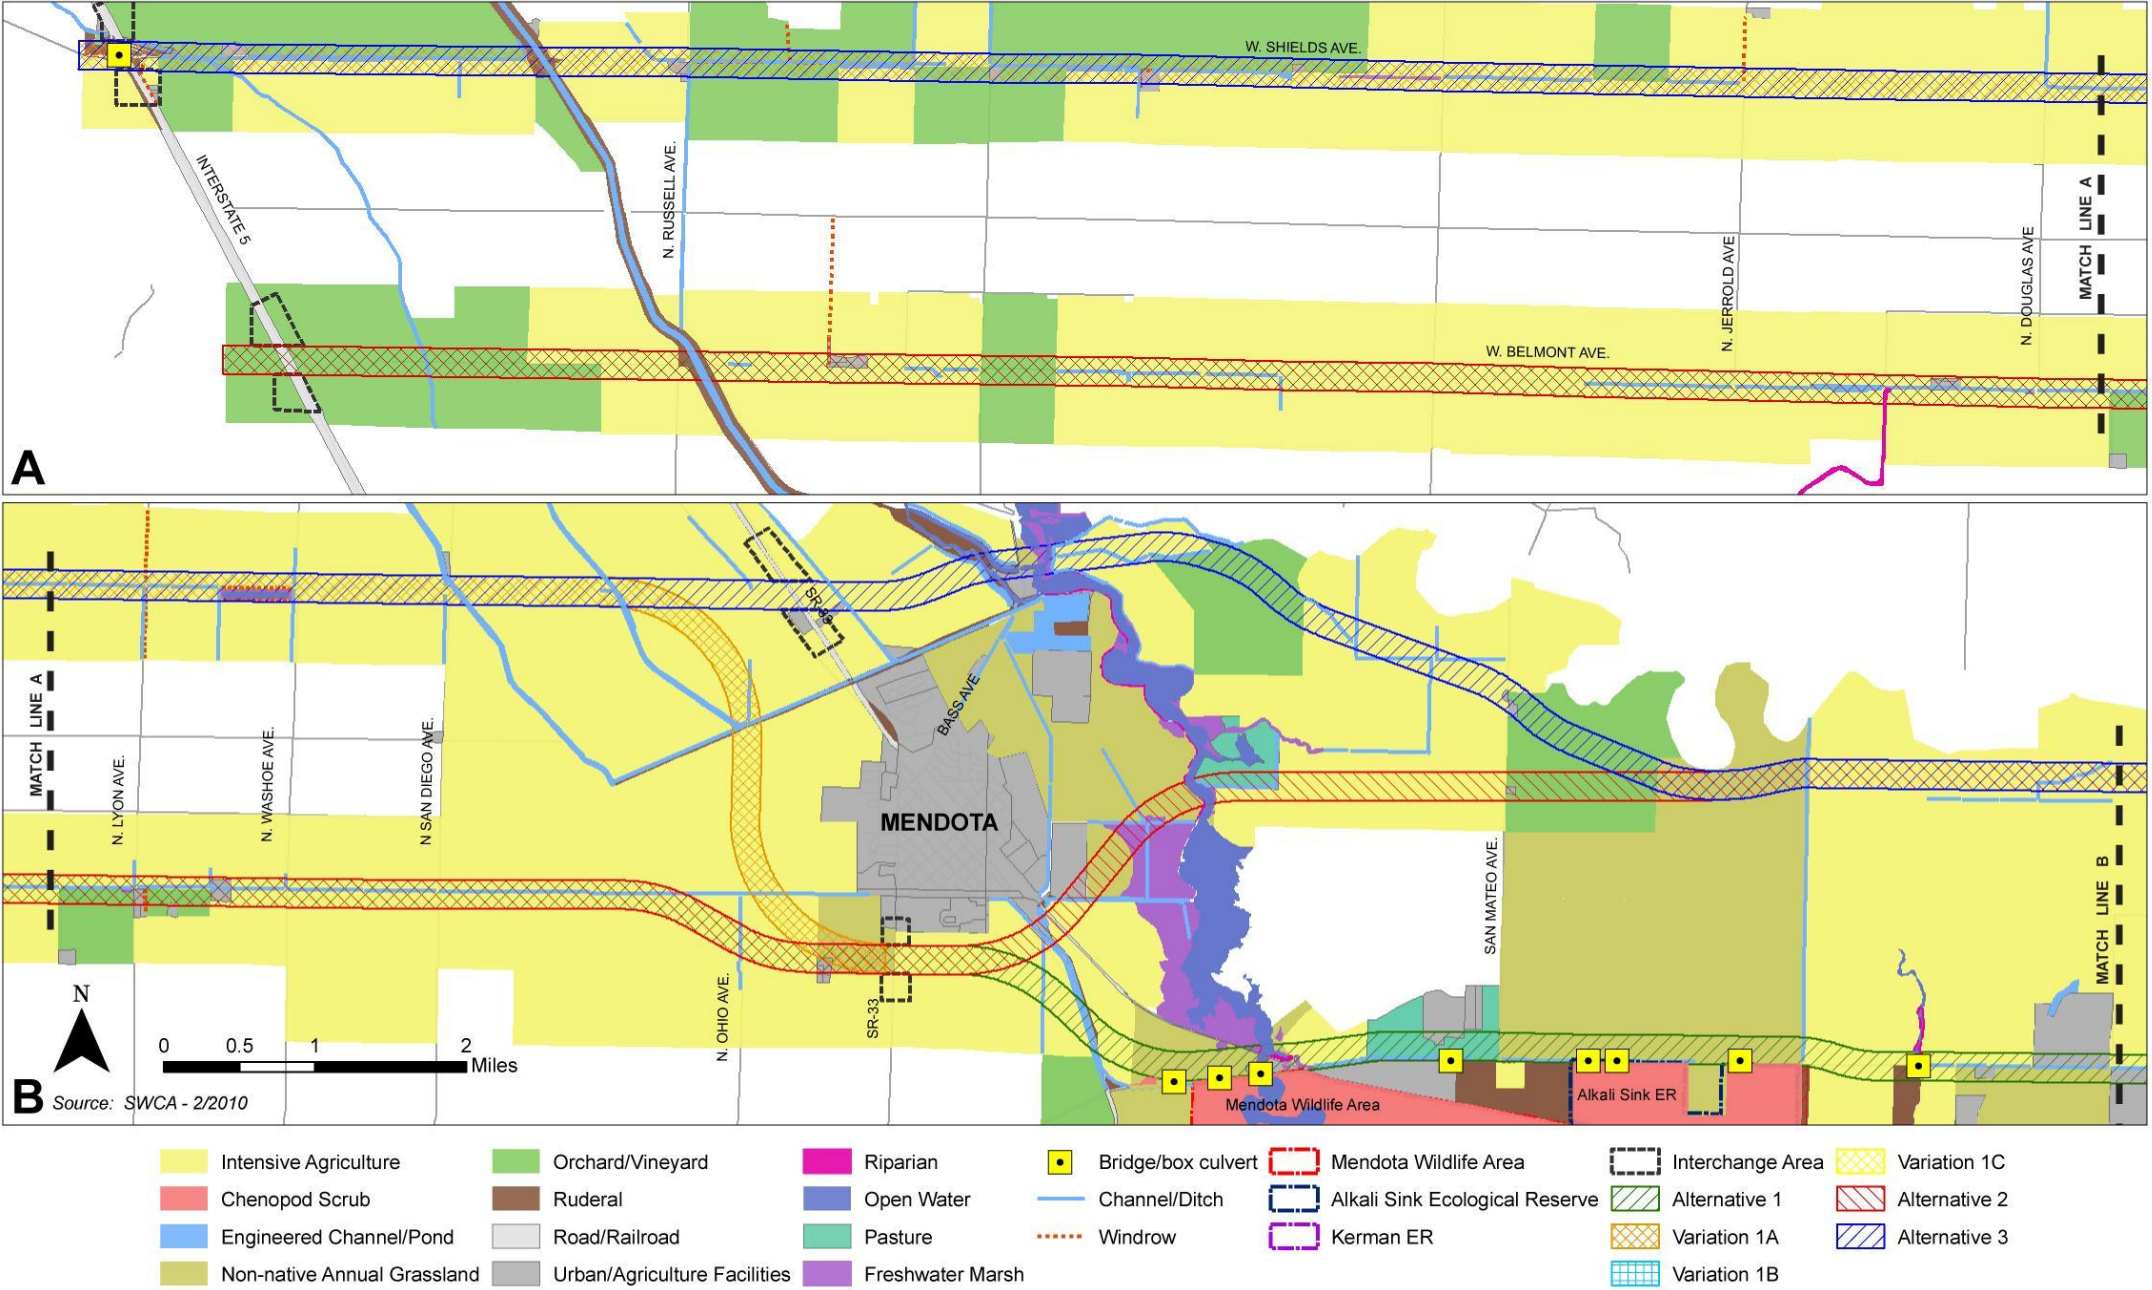 W. SHIELDS AVE.
INTERSTATE 5
N. RUSSELL AVE.
N. JERROLD AVE
N. DOUGLAS AVE
MATCH LINE A
W. BELMONT AVE.
A
SR-33
MATCH LINE A
N. LYON AVE.
N. WASHOE AVE.
N SAN DIEGO AVE.
BASS AVE
MENDOTA
SAN MATEO AVE.
MATCH LINE B
N. OHIO AVE.
SR-33
N
0 0.5 1 2
Miles
B Source: SWCA - 2/2010
Mendota Wildlife Area
Alkali Sink ER
Intensive Agriculture
Chenopod Scrub
Engineered Channel/Pond
Non-native Annual Grassland
Orchard/Vineyard
Ruderal
Road/Railroad
Urban/Agriculture Facilities
Riparian
Open Water
Pasture
Freshwater Marsh
Bridge/box culvert
Channel/Ditch
Windrow
Mendota Wildlife Area
Alkali Sink Ecological Reserve
Kerman ER
Interchange Area
Alternative 1
Variation 1A
Variation 1B
Variation 1C
Alternative 2
Alternative 3